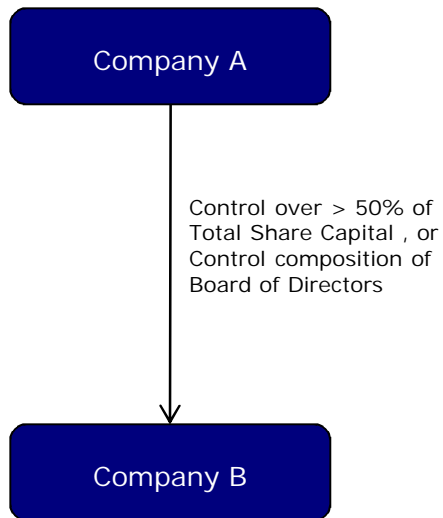 Company A
Control over > 50% of
Total Share Capital , or
Control composition of
Board of Directors
Company B